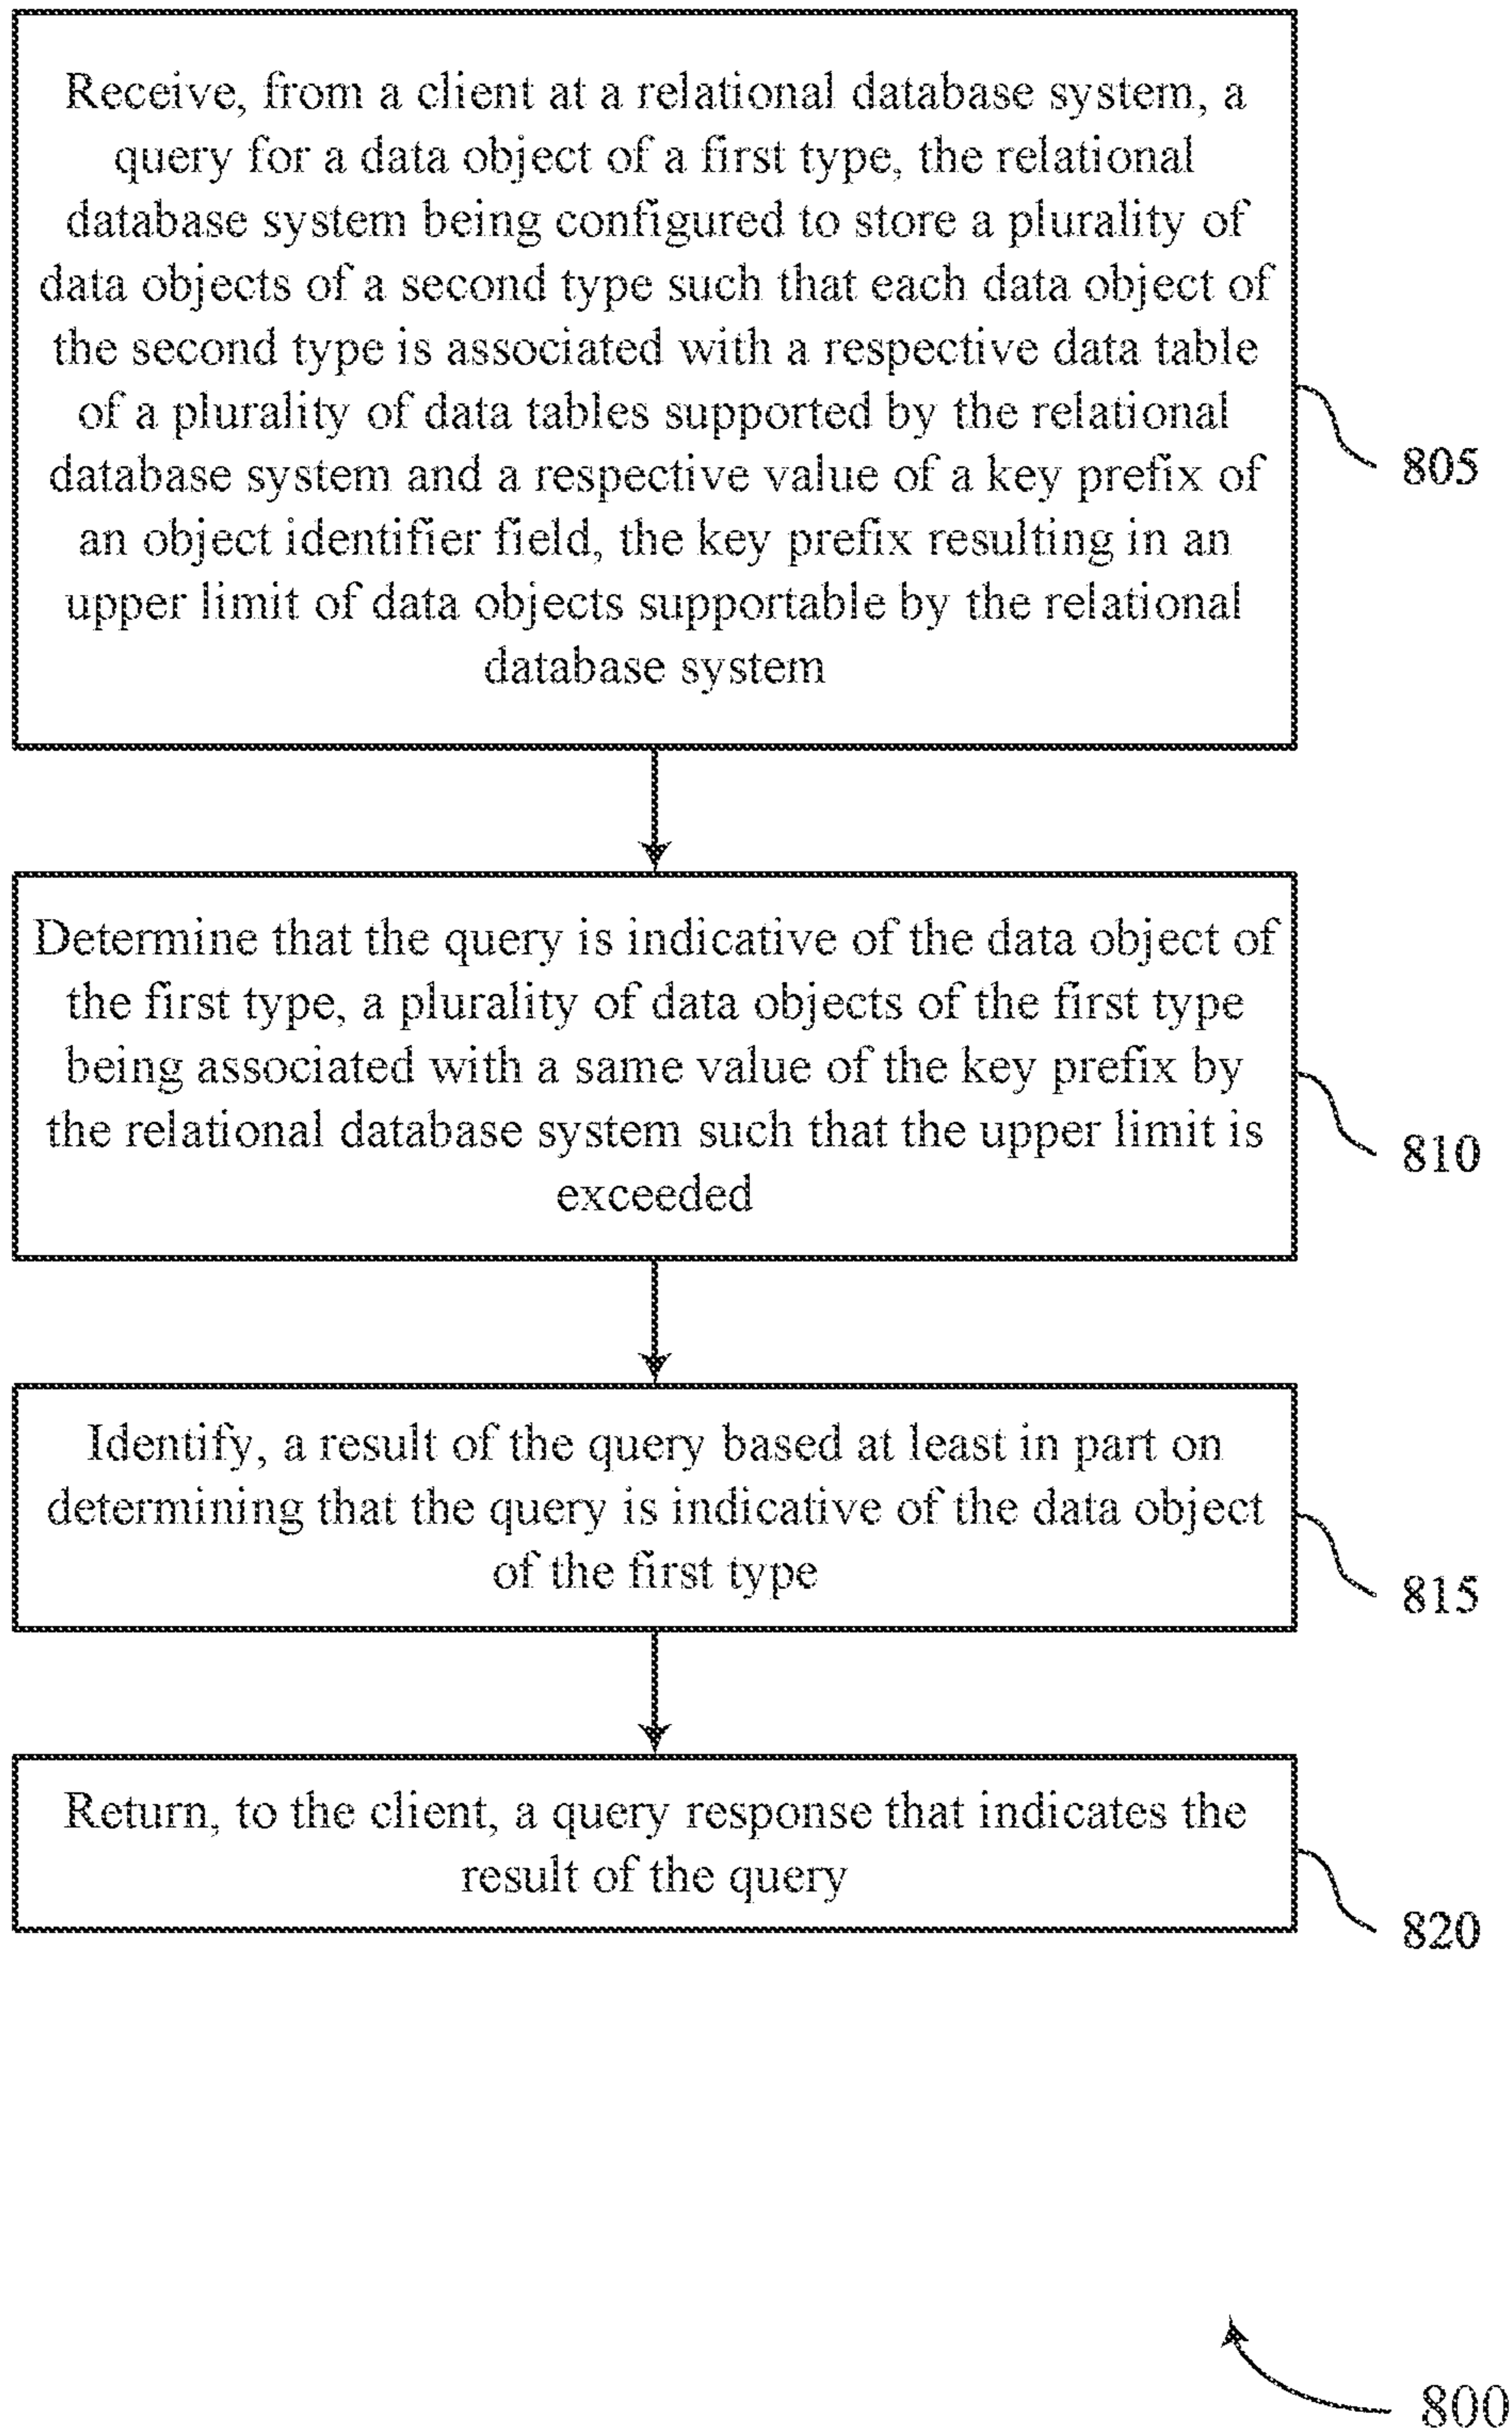 Receive, from a client at a relational database system, a
query for a data object of a first type, the relational
database system being configured to store a plurality of
data objects of a second type such that each data object of
the second type is associated with a respective data table
of a plurality of data tables supported by the relational
database system and a respective value of a key prefix of
an object identifier field, the key prefix resulting in an
upper limit of data objects supportable by the relational
database system
805
Determine that the query is indicative of the data object of
the first type, a plurality of data objects of the first type
being associated with a same value of the key prefix by
the relational database system such that the upper limit is
exceeded
810
Identify, a result of the query based at least in part on
determining that the query is indicative of the data object
of the first type
815
Return, to the client, a query response that indicates the
result of the query
820
800